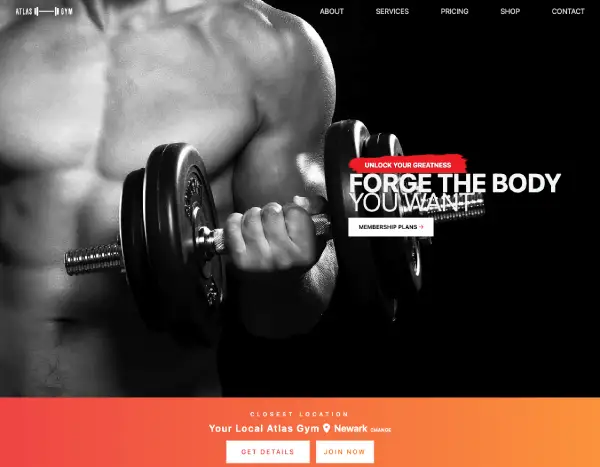 ATLAS GYM
ABOUT SERVICES PRICING SHOP CONTACT
UNLOCK YOUR GREATNESS
FORGE THE BODY
YOU WANT
MEMBERSHIP PLANS →
CLOSEST LOCATION
Your Local Atlas Gym Newark CHANGE
GET DETAILS JOIN NOW